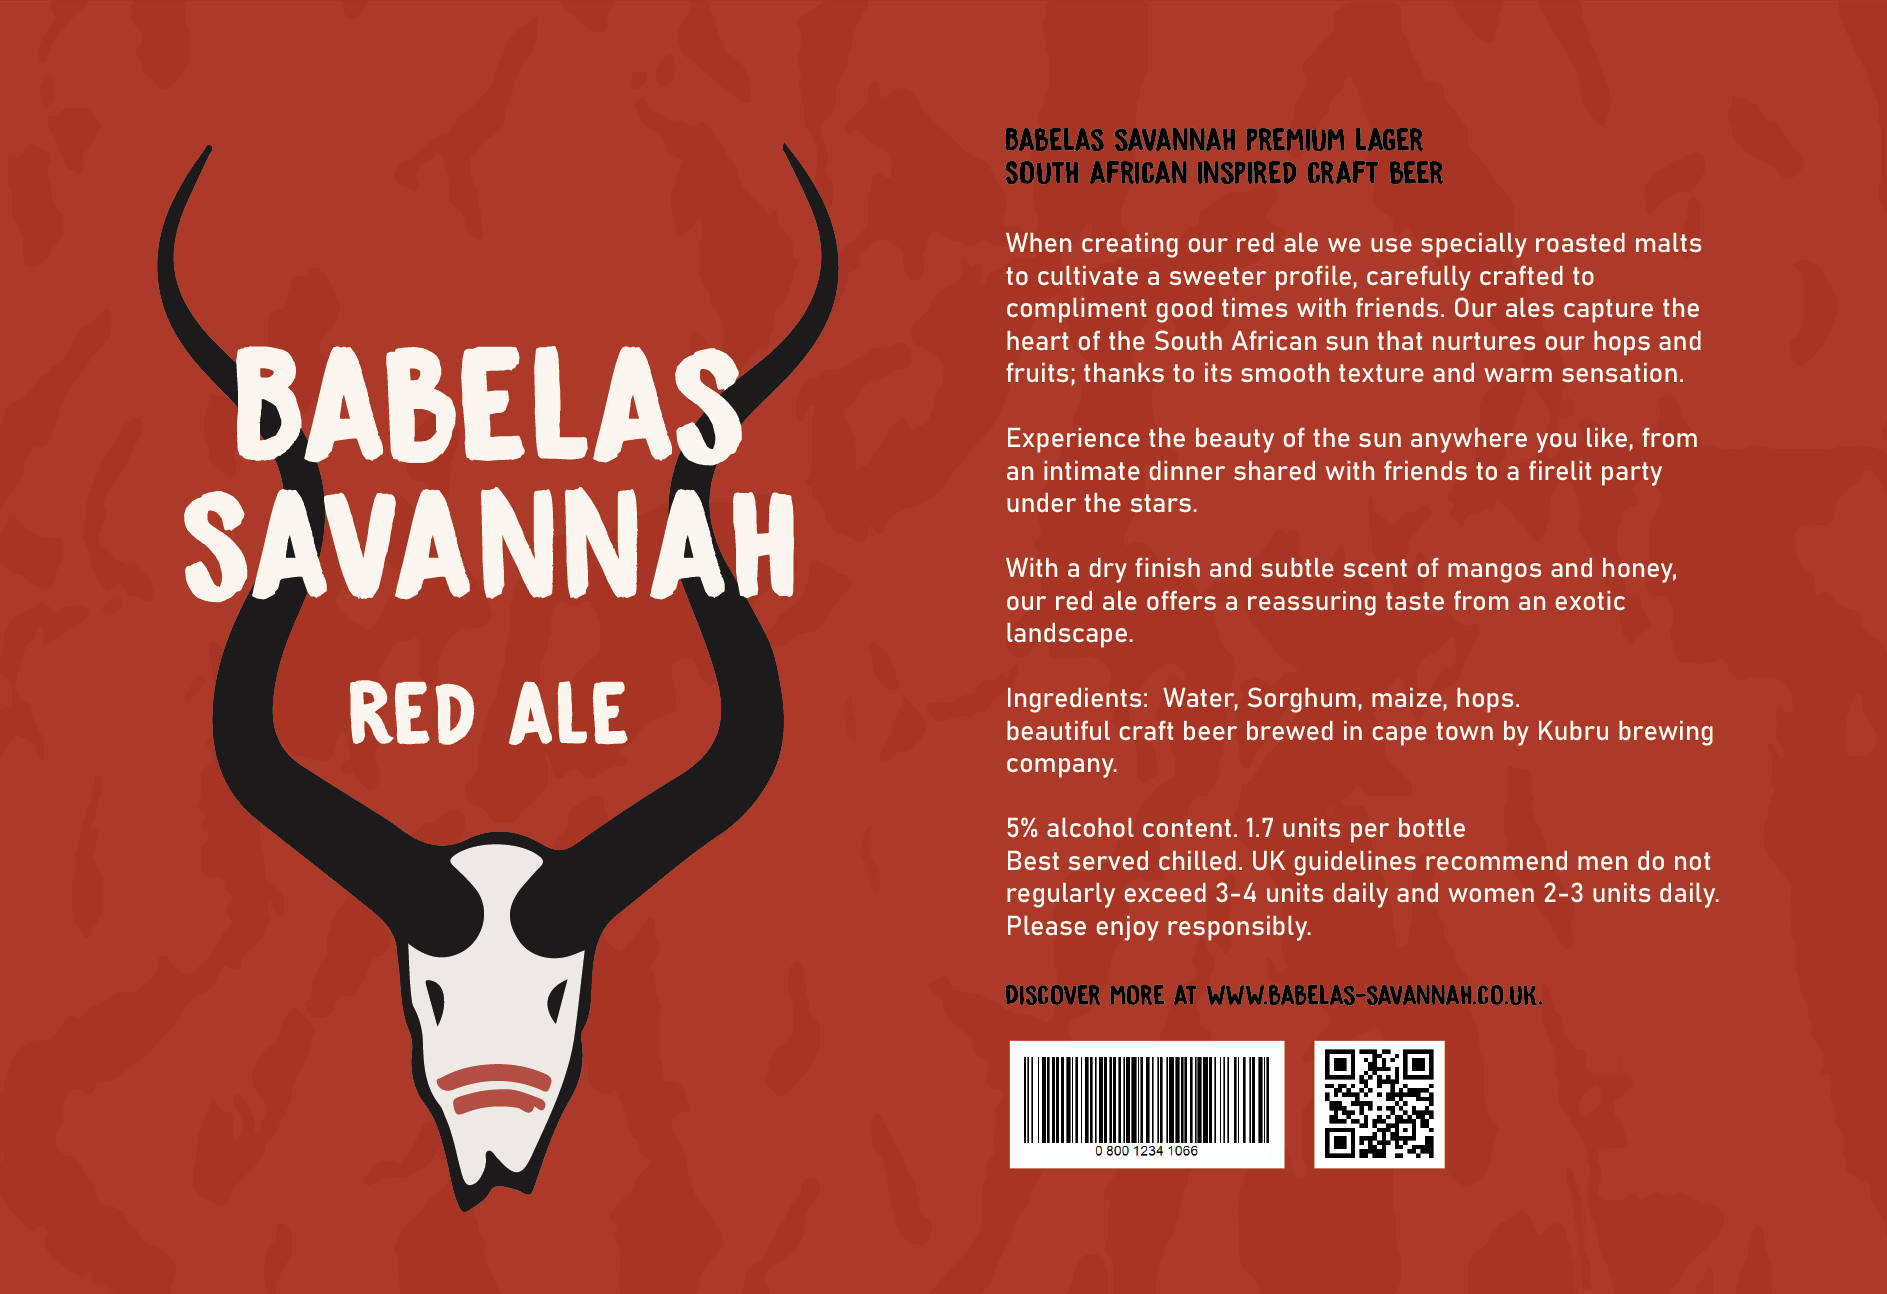 BABELAS
SAVANNAH
RED ALE
BABELAS SAVANNAH PREMIUM LAGER
SOUTH AFRICAN INSPIRED CRAFT BEER
When creating our red ale we use specially roasted malts
to cultivate a sweeter profile, carefully crafted to
compliment good times with friends. Our ales capture the
heart of the South African sun that nurtures our hops and
fruits; thanks to its smooth texture and warm sensation.
Experience the beauty of the sun anywhere you like, from
an intimate dinner shared with friends to a firelit party
under the stars.
With a dry finish and subtle scent of mangos and honey,
our red ale offers a reassuring taste from an exotic
landscape.
Ingredients:  Water, Sorghum, maize, hops.
beautiful craft beer brewed in cape town by Kubru brewing
company.
5% alcohol content. 1.7 units per bottle
Best served chilled. UK guidelines recommend men do not
regularly exceed 3-4 units daily and women 2-3 units daily.
Please enjoy responsibly.
DISCOVER MORE AT WWW.BABELAS-SAVANNAH.CO.UK.
0 800 1234 1066